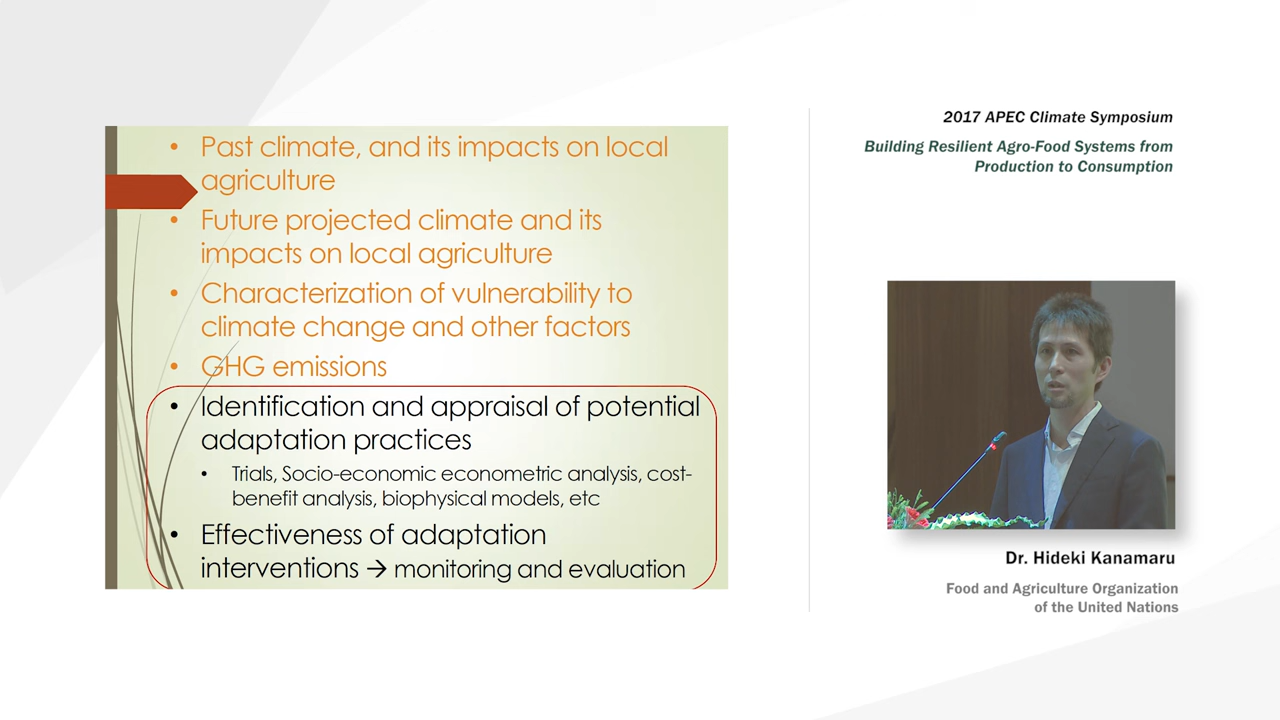 • Past climate, and its impacts on local
agriculture
• Future projected climate and its
impacts on local agriculture
• Characterization of vulnerability to
climate change and other factors
• GHG emissions
• Identification and appraisal of potential
adaptation practices
• Trials, Socio-economic econometric analysis, cost-
benefit analysis, biophysical models, etc
• Effectiveness of adaptation
interventions → monitoring and evaluation
2017 APEC Climate Symposium
Building Resilient Agro-Food Systems from
Production to Consumption
Dr. Hideki Kanamaru
Food and Agriculture Organization
of the United Nations